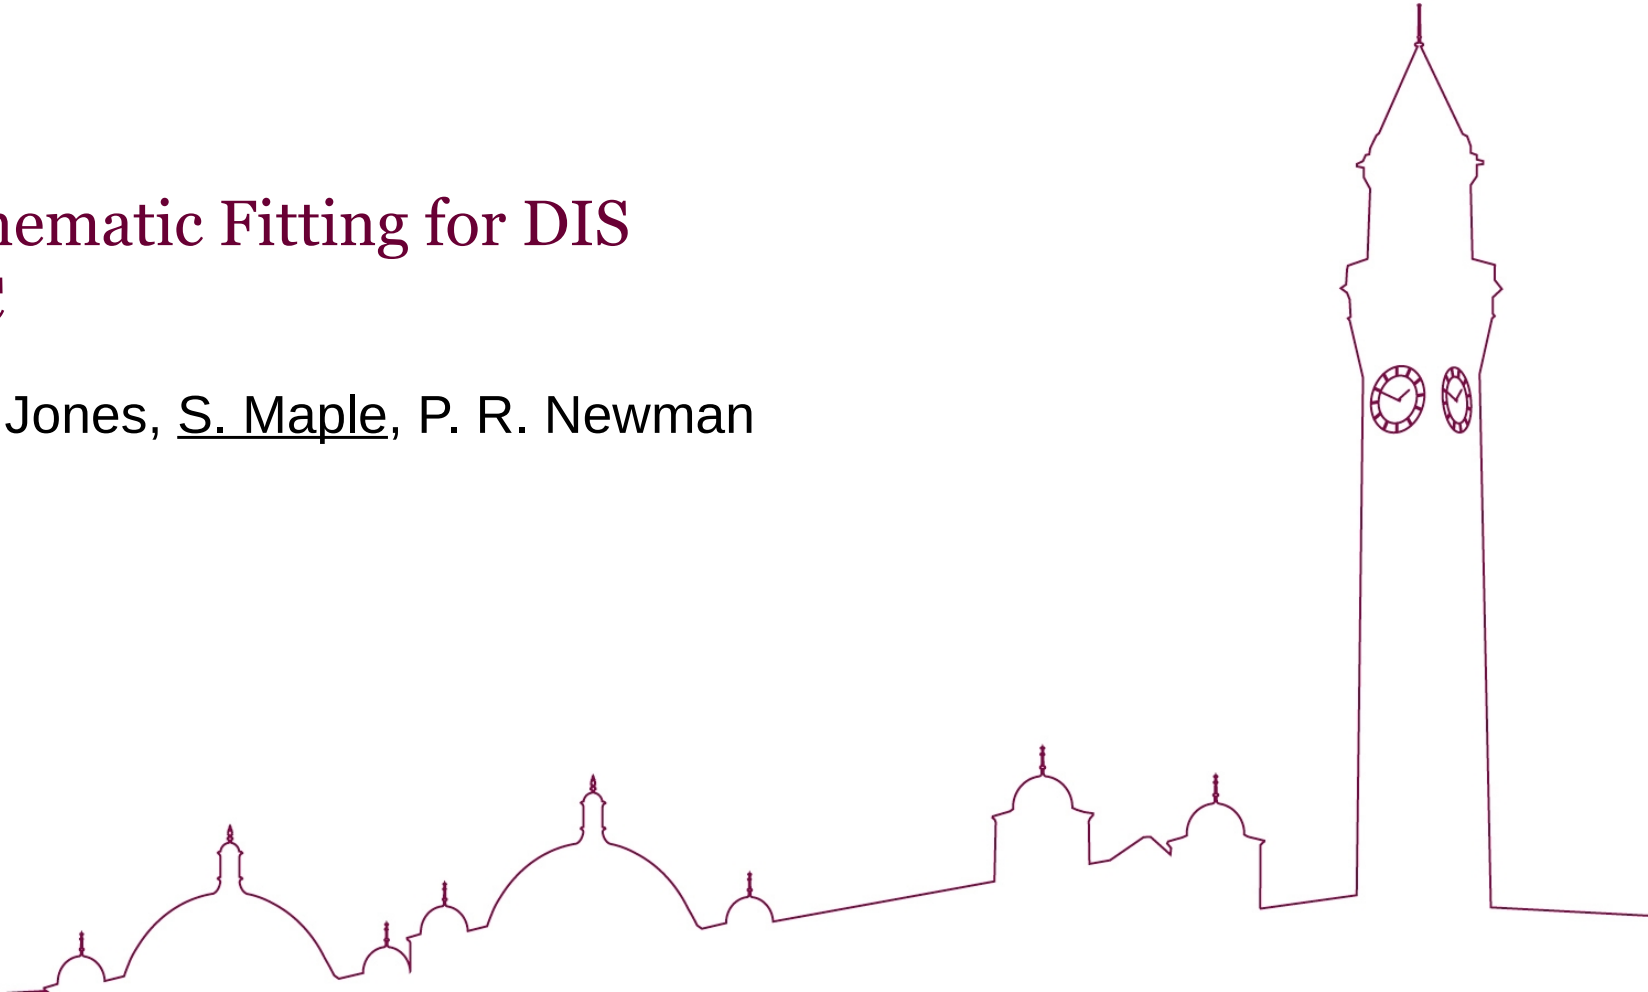 nematic Fitting for DIS
Jones, S. Maple, P. R. Newman